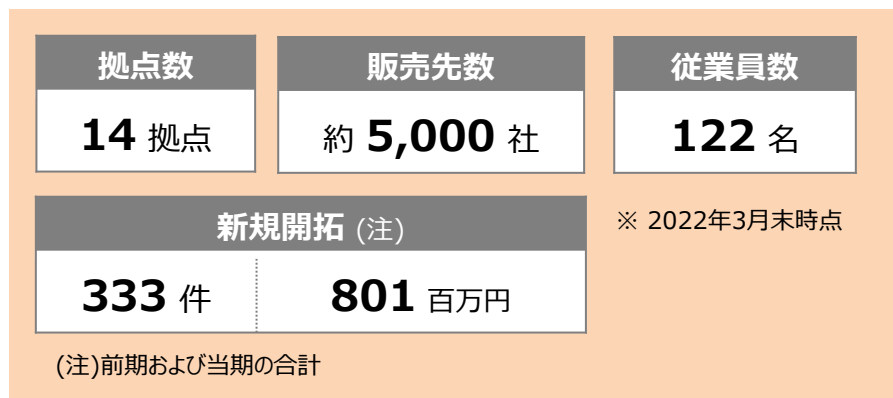 拠点数
14 拠点
販売先数
約 5,000 社
従業員数
122 名
新規開拓 (注)
333 件
801 百万円
※ 2022年3月末時点
(注)前期および当期の合計